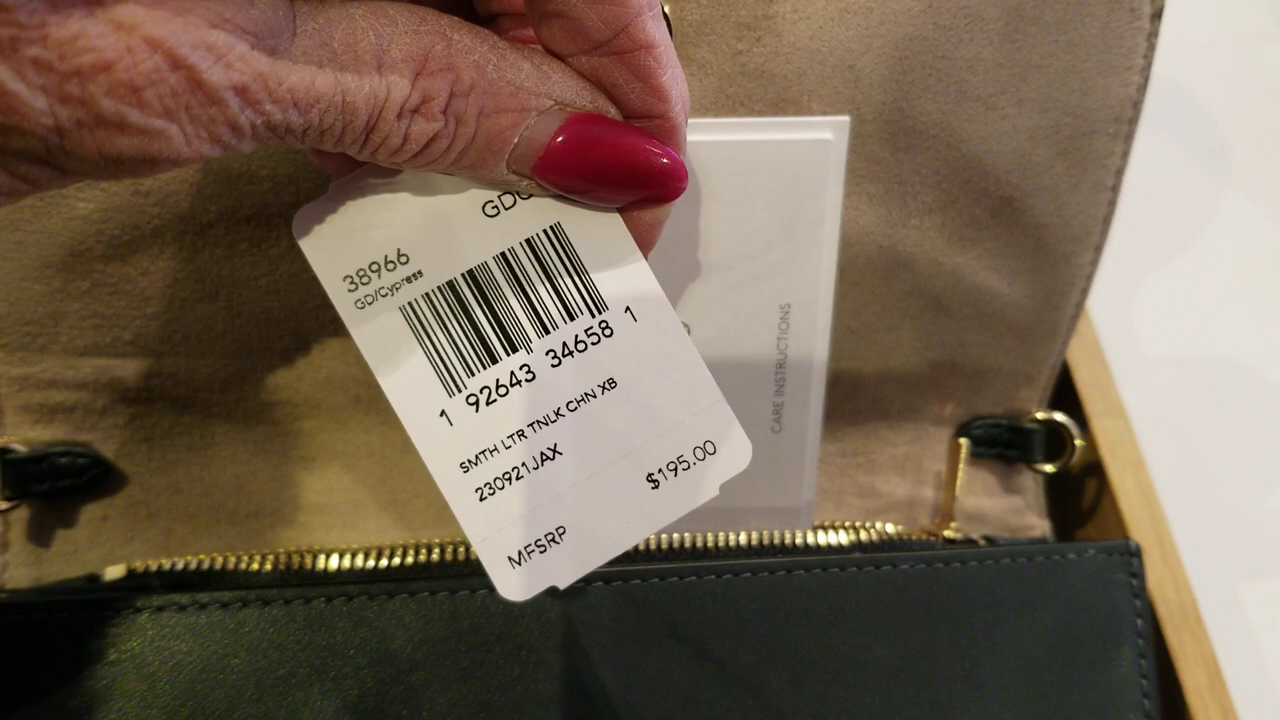 38966
GD/Cypress
1 92643 34658 1
SMTH LTR TNLK CHN XB
230921JAX
$195.00
MFSRP
CARE INSTRUCTIONS